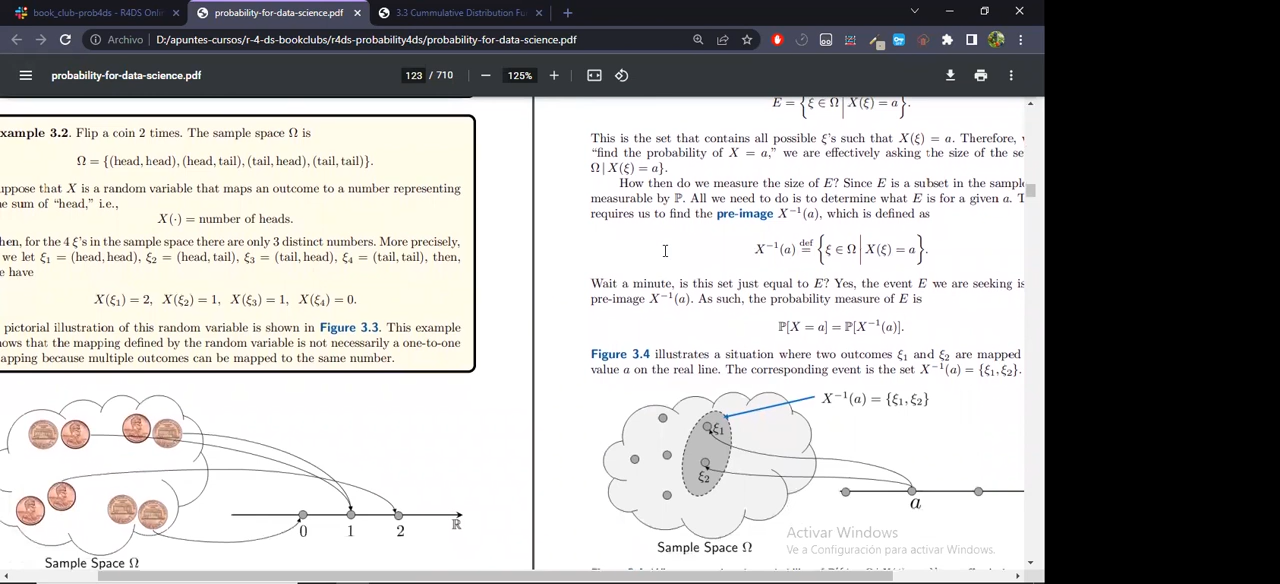 book_club-prob4ds - R4DS Onlin
probability-for-data-science.pdf
3.3 Cummulative Distribution Fu
Archivo
D:/apuntes-cursos/r-4-ds-bookclubs/r4ds-probability4ds/probability-for-data-science.pdf
probability-for-data-science.pdf
123 / 710
125%
xample 3.2. Flip a coin 2 times. The sample space Ω is
Ω = {(head, head), (head, tail), (tail, head), (tail, tail)}.
uppose that X is a random variable that maps an outcome to a number representing
he sum of “head,” i.e.,
X(·) = number of heads.
hen, for the 4 ξ’s in the sample space there are only 3 distinct numbers. More precisely,
we let ξ1 = (head, head), ξ2 = (head, tail), ξ3 = (tail, head), ξ4 = (tail, tail), then,
e have
X(ξ1) = 2, X(ξ2) = 1, X(ξ3) = 1, X(ξ4) = 0.
pictorial illustration of this random variable is shown in Figure 3.3. This example
hows that the mapping defined by the random variable is not necessarily a one-to-one
apping because multiple outcomes can be mapped to the same number.
0 1 2 ℝ
Sample Space Ω
E = {ξ ∈ Ω | X(ξ) = a}.
This is the set that contains all possible ξ’s such that X(ξ) = a. Therefore,
“find the probability of X = a,” we are effectively asking the size of the se
Ω | X(ξ) = a}.
How then do we measure the size of E? Since E is a subset in the sample
measurable by ℙ. All we need to do is to determine what E is for a given a. T
requires us to find the pre-image X⁻¹(a), which is defined as
X⁻¹(a) def= {ξ ∈ Ω | X(ξ) = a}.
Wait a minute, is this set just equal to E? Yes, the event E we are seeking is
pre-image X⁻¹(a). As such, the probability measure of E is
ℙ[X = a] = ℙ[X⁻¹(a)].
Figure 3.4 illustrates a situation where two outcomes ξ1 and ξ2 are mapped
value a on the real line. The corresponding event is the set X⁻¹(a) = {ξ1, ξ2}.
X⁻¹(a) = {ξ1, ξ2}
ξ1
ξ2
a
Sample Space Ω
Activar Windows
Ve a Configuración para activar Windows.